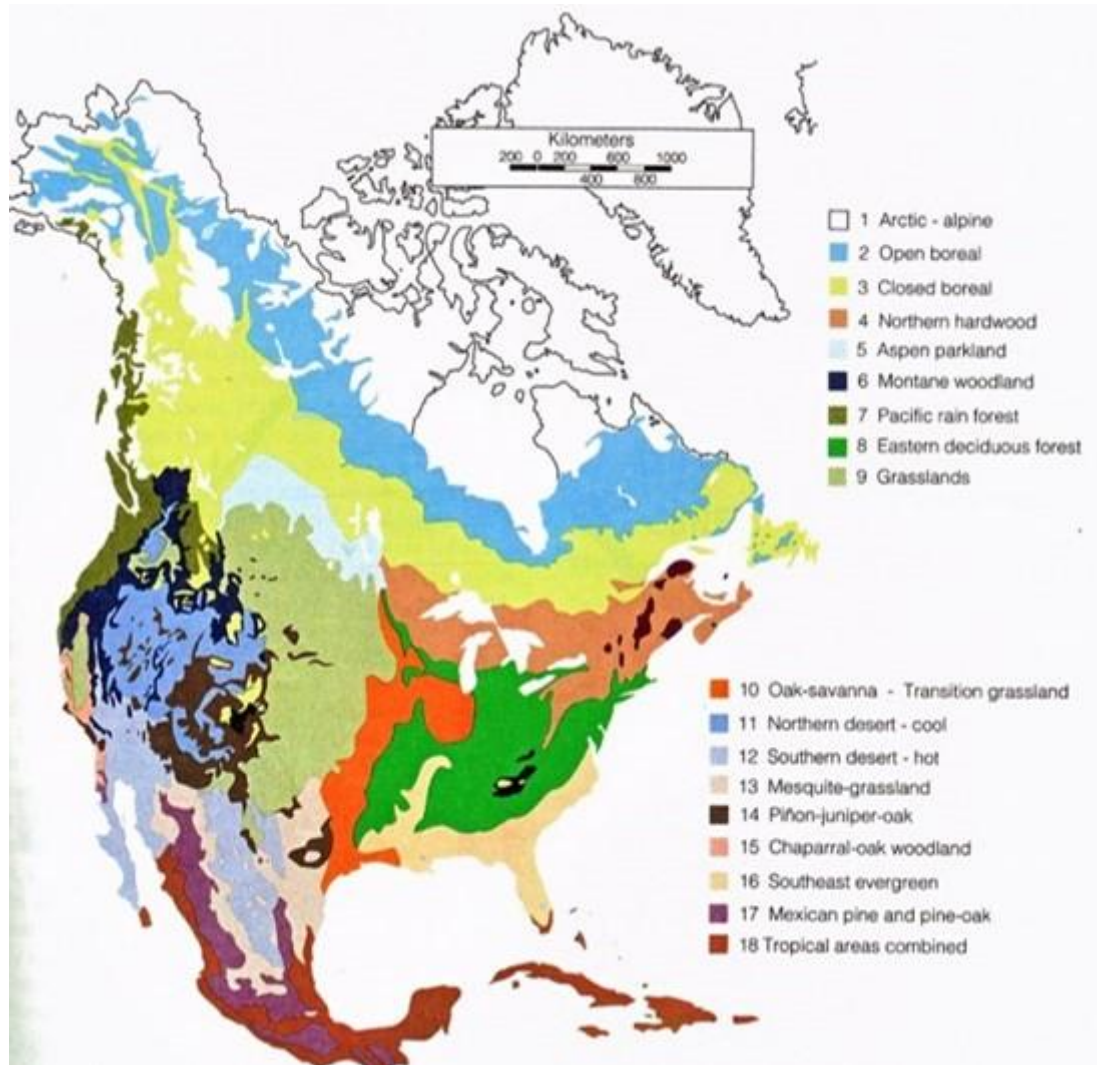 Kilometers
200 0 200 600 1000
400 800
1 Arctic - alpine
2 Open boreal
3 Closed boreal
4 Northern hardwood
5 Aspen parkland
6 Montane woodland
7 Pacific rain forest
8 Eastern deciduous forest
9 Grasslands
10 Oak-savanna - Transition grassland
11 Northern desert - cool
12 Southern desert - hot
13 Mesquite-grassland
14 Piñon-juniper-oak
15 Chaparral-oak woodland
16 Southeast evergreen
17 Mexican pine and pine-oak
18 Tropical areas combined